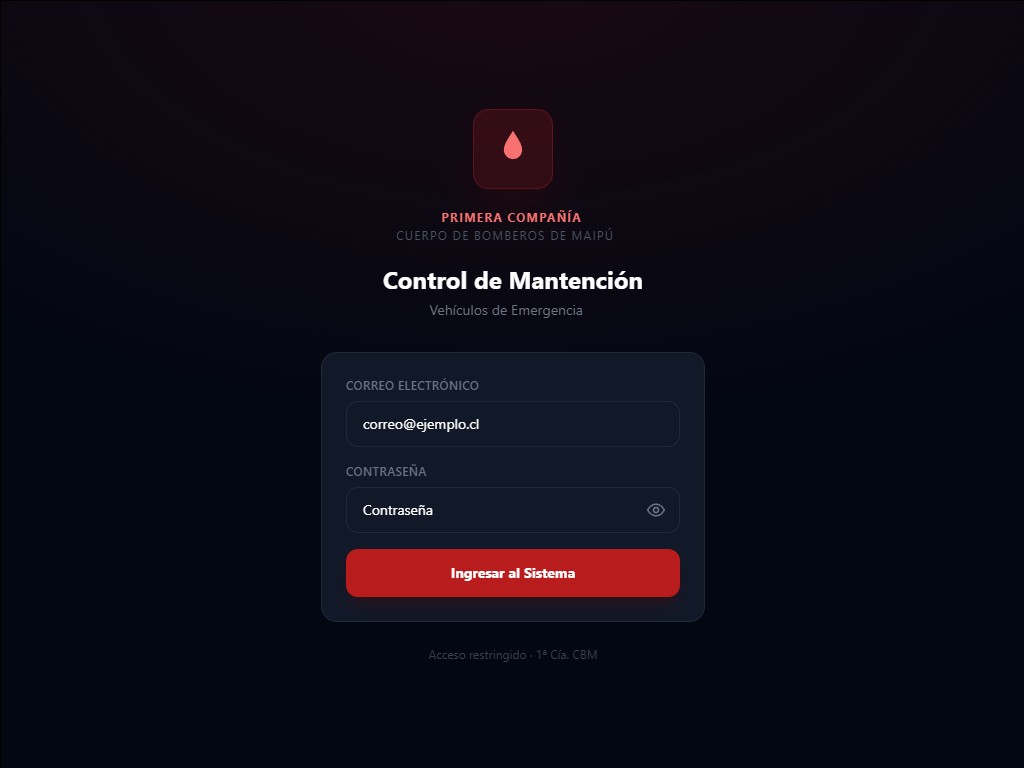 PRIMERA COMPAÑÍA
CUERPO DE BOMBEROS DE MAIPÚ
Control de Mantención
Vehículos de Emergencia
CORREO ELECTRÓNICO
correo@ejemplo.cl
CONTRASEÑA
Contraseña
Ingresar al Sistema
Acceso restringido · 1ª Cía. CBM